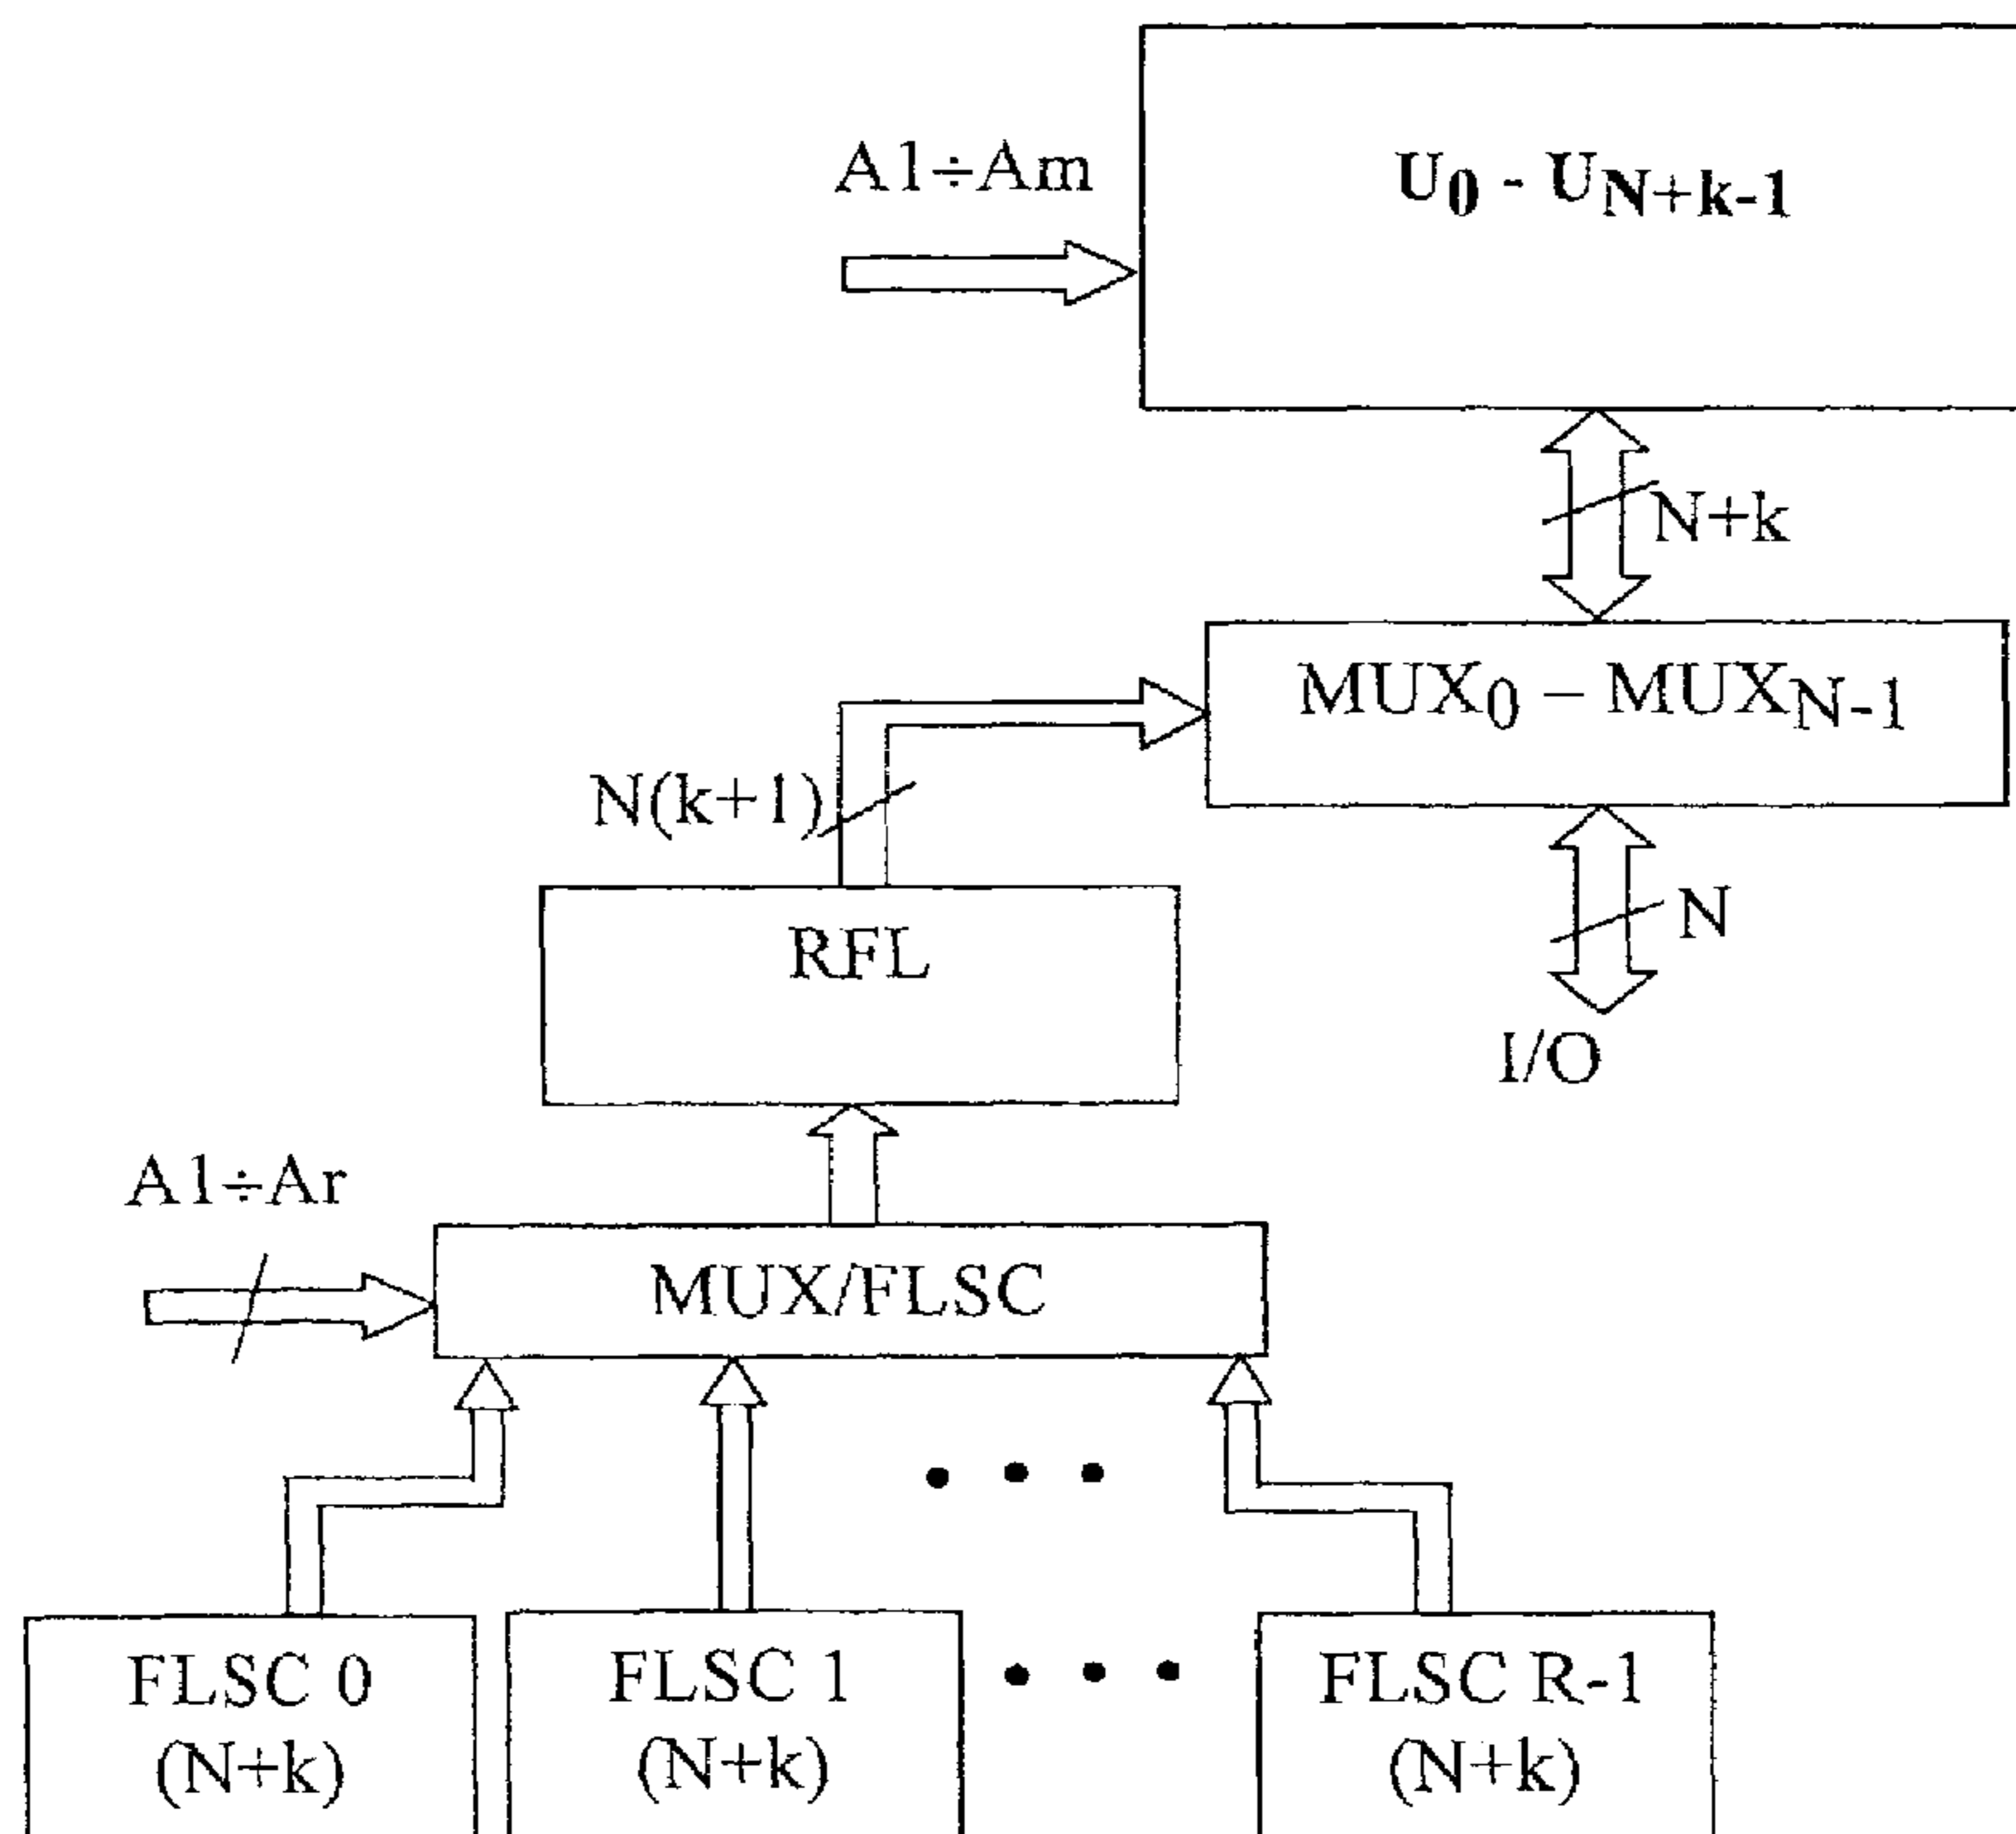 A1÷Am
U0 - UN+k-1
N+k
MUX0 – MUXN-1
N(k+1)
N
RFL
I/O
A1÷Ar
MUX/FLSC
• • •
FLSC 0
(N+k)
FLSC 1
(N+k)
• • •
FLSC R-1
(N+k)